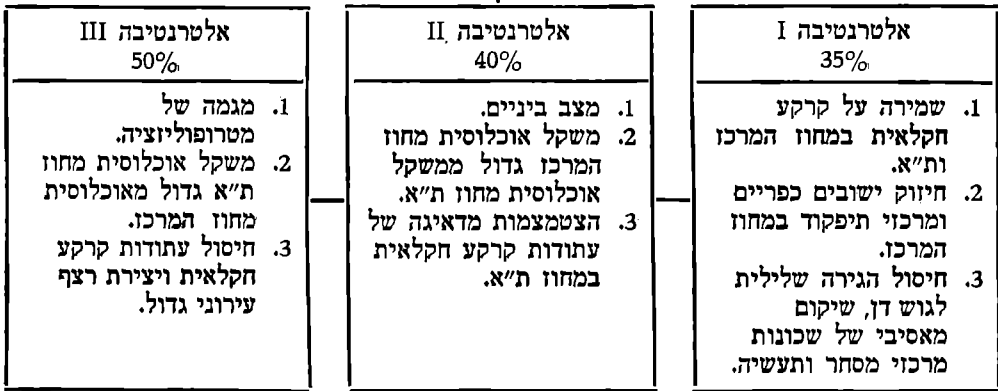 אלטרנטיבה I
35%
1. שמירה על קרקע
חקלאית במחוז המרכז
ות״א.
2. חיזוק ישובים כפריים
ומרכזי תיפקוד במחוז
המרכז.
3. חיסול הגירה שלילית
לגוש דן, שיקום
מאסיבי של שכונות
מרכזי מסחר ותעשיה.
אלטרנטיבה II
40%
1. מצב ביניים.
2. משקל אוכלוסית מחוז
המרכז גדול ממשקל
אוכלוסית מחוז ת״א.
3. הצטמצמות מדאיגה של
עתודות קרקע חקלאית
במחוז ת״א.
אלטרנטיבה III
50%
1. מגמה של
מטרופוליזציה.
2. משקל אוכלוסית מחוז
ת״א גדול מאוכלוסית
מחוז המרכז.
3. חיסול עתודות קרקע
חקלאית ויצירת רצף
עירוני גדול.